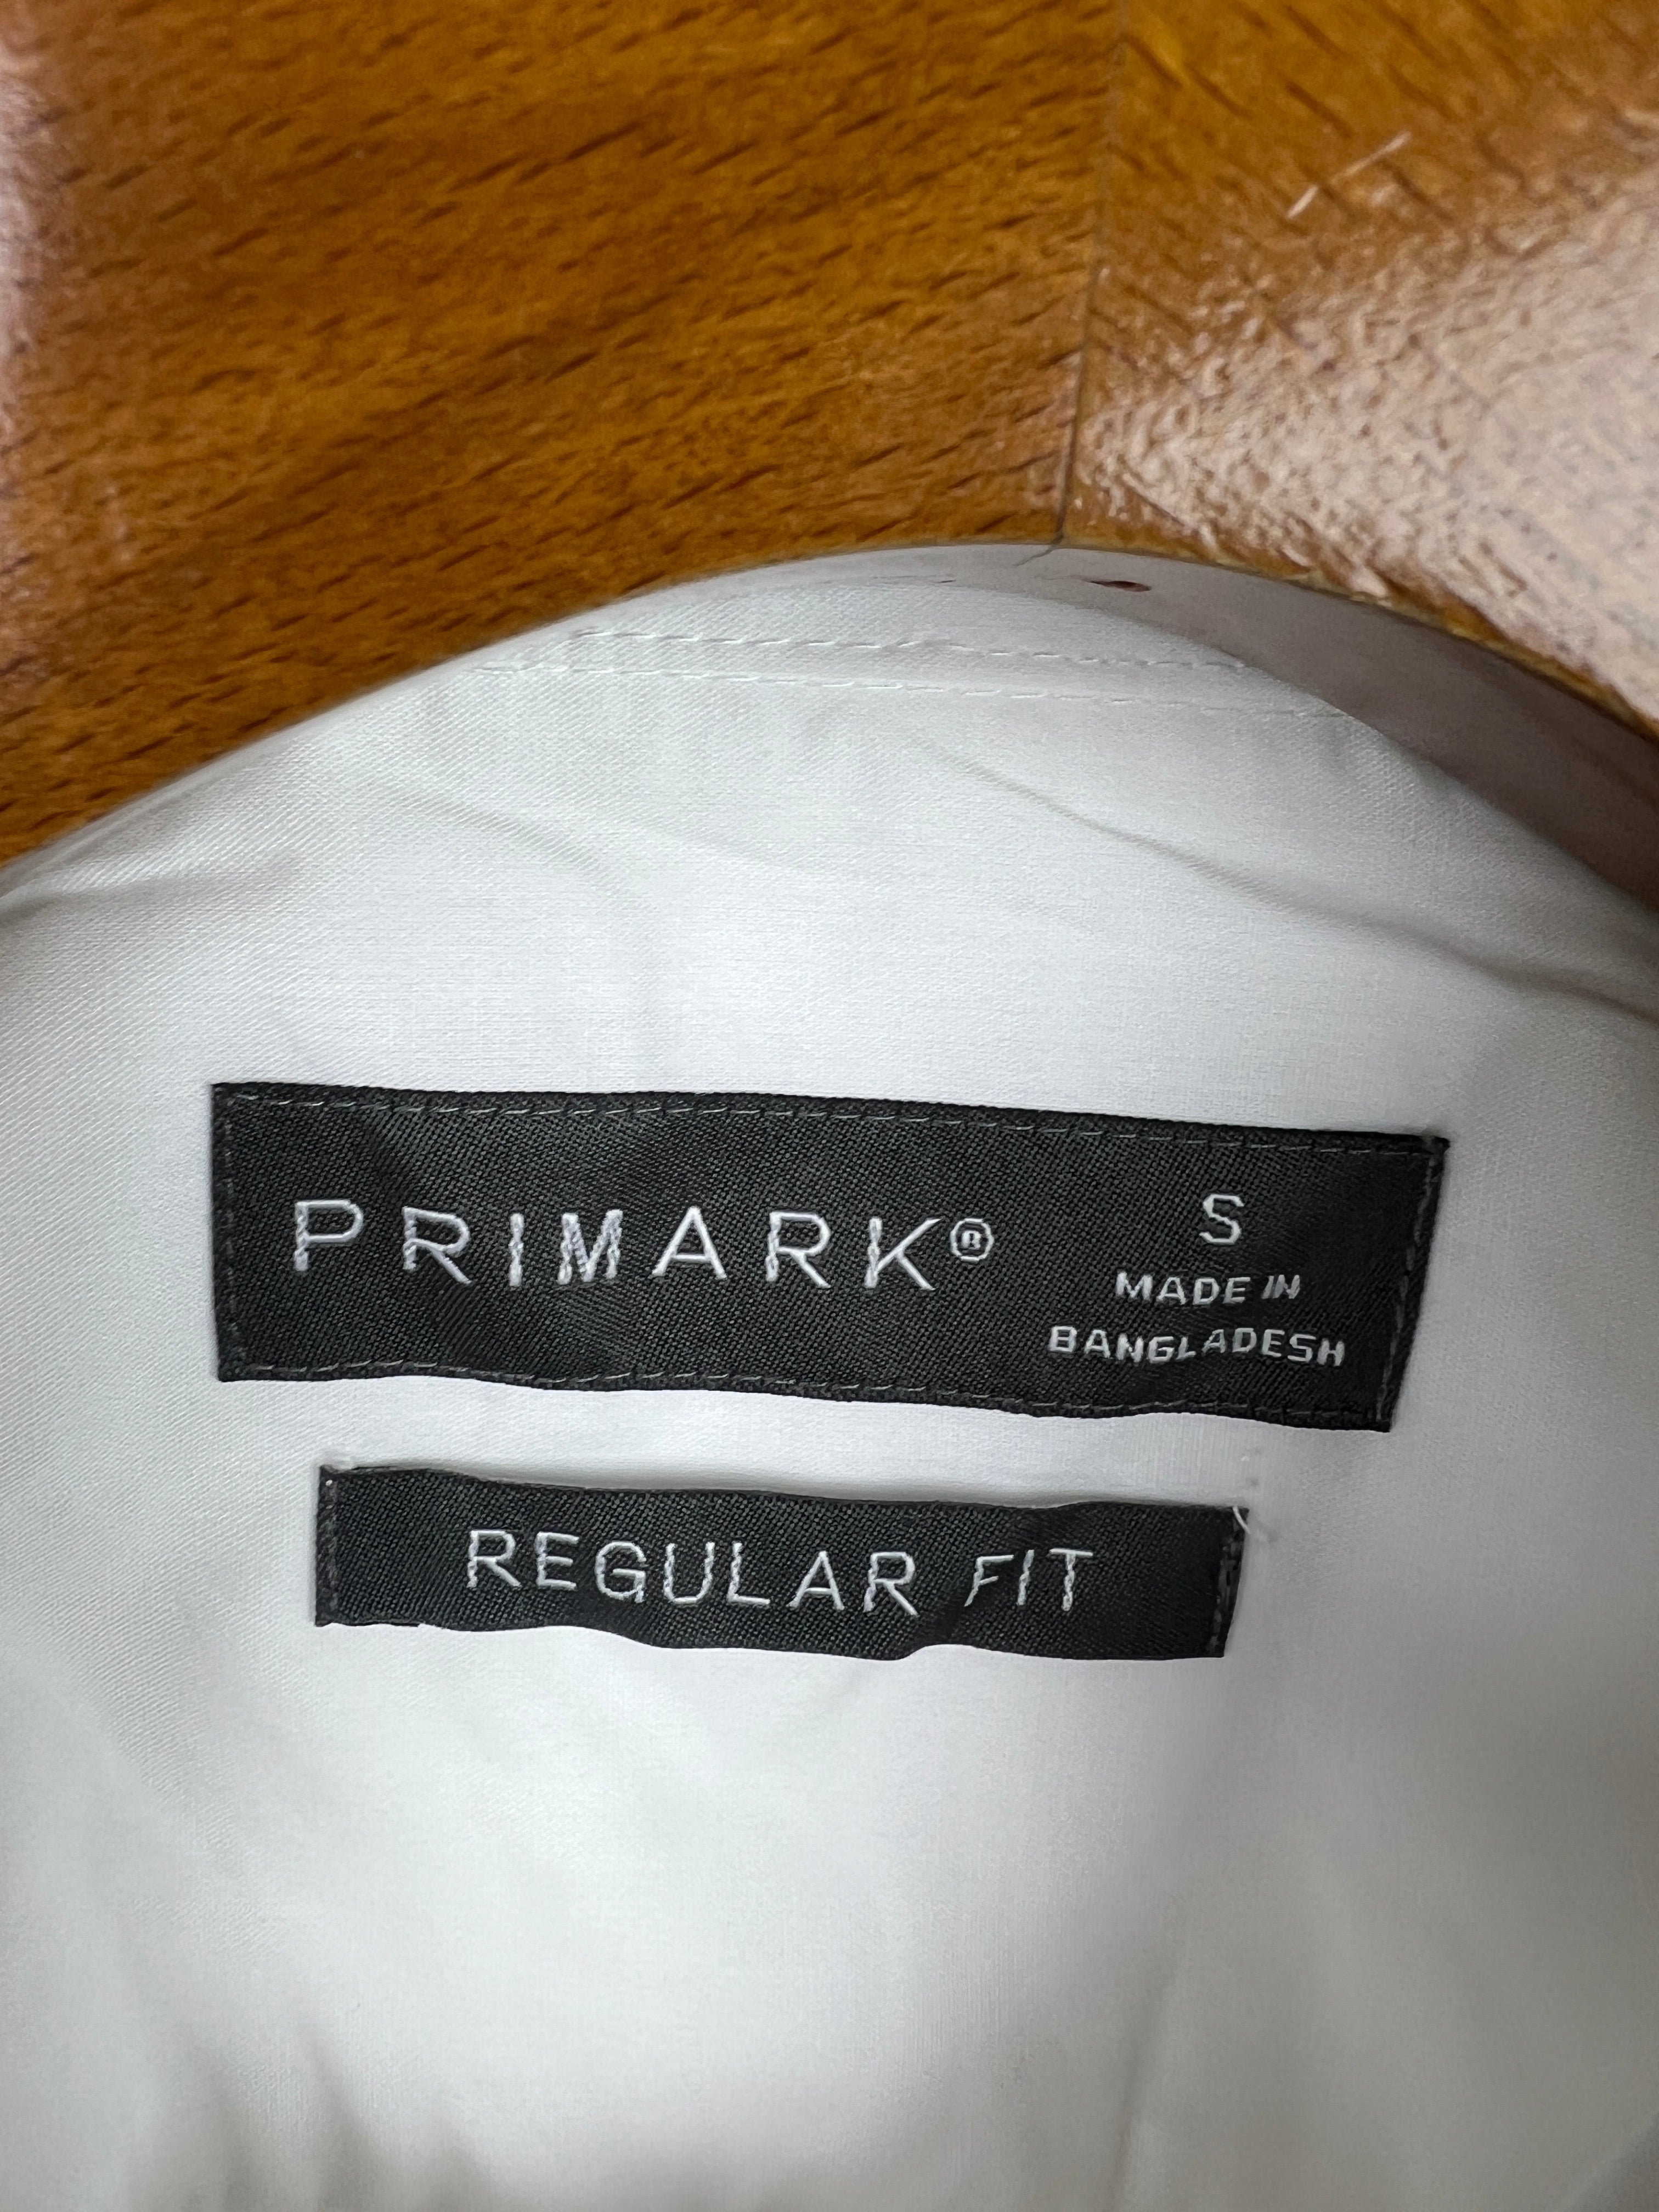 PRIMARK®
S
MADE IN
BANGLADESH
REGULAR FIT